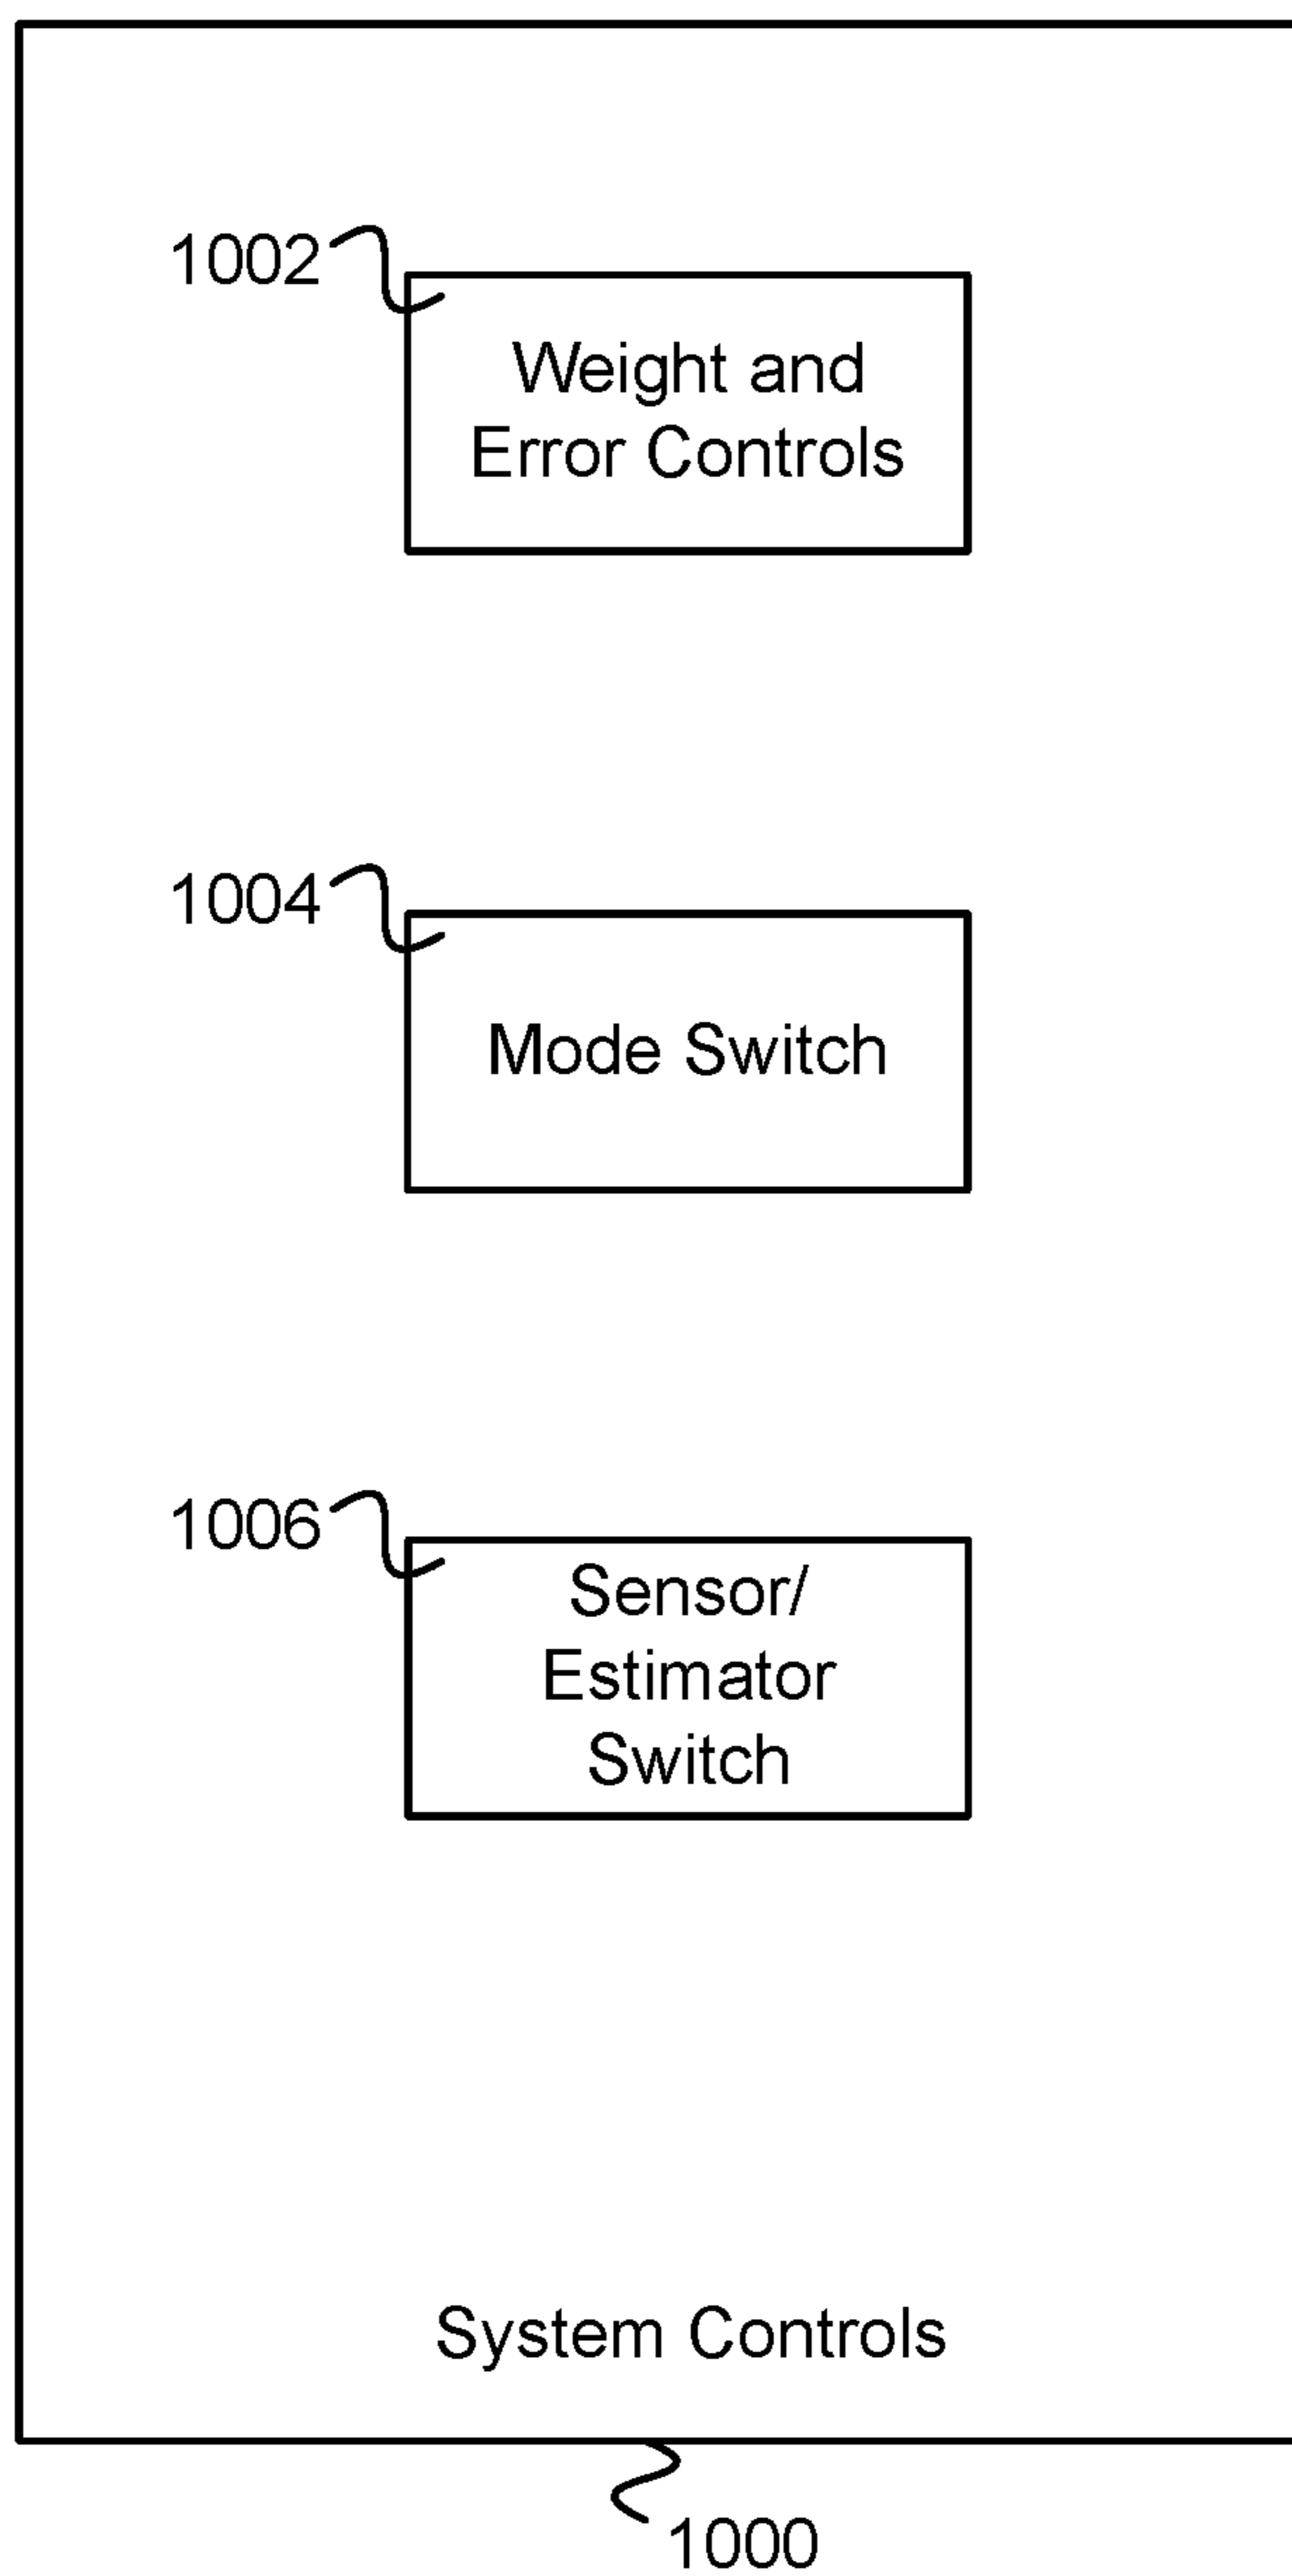 1002
Weight and
Error Controls
1004
Mode Switch
1006
Sensor/
Estimator
Switch
System Controls
1000